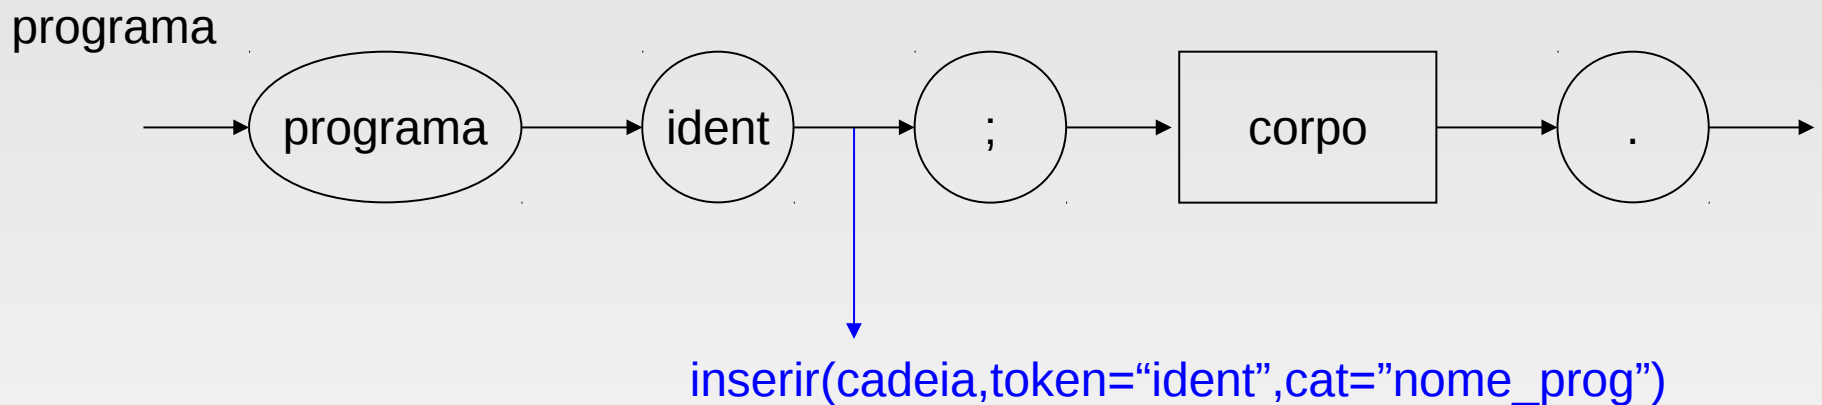 programa
programa ident ; corpo .
inserir(cadeia,token=“ident”,cat=”nome_prog”)